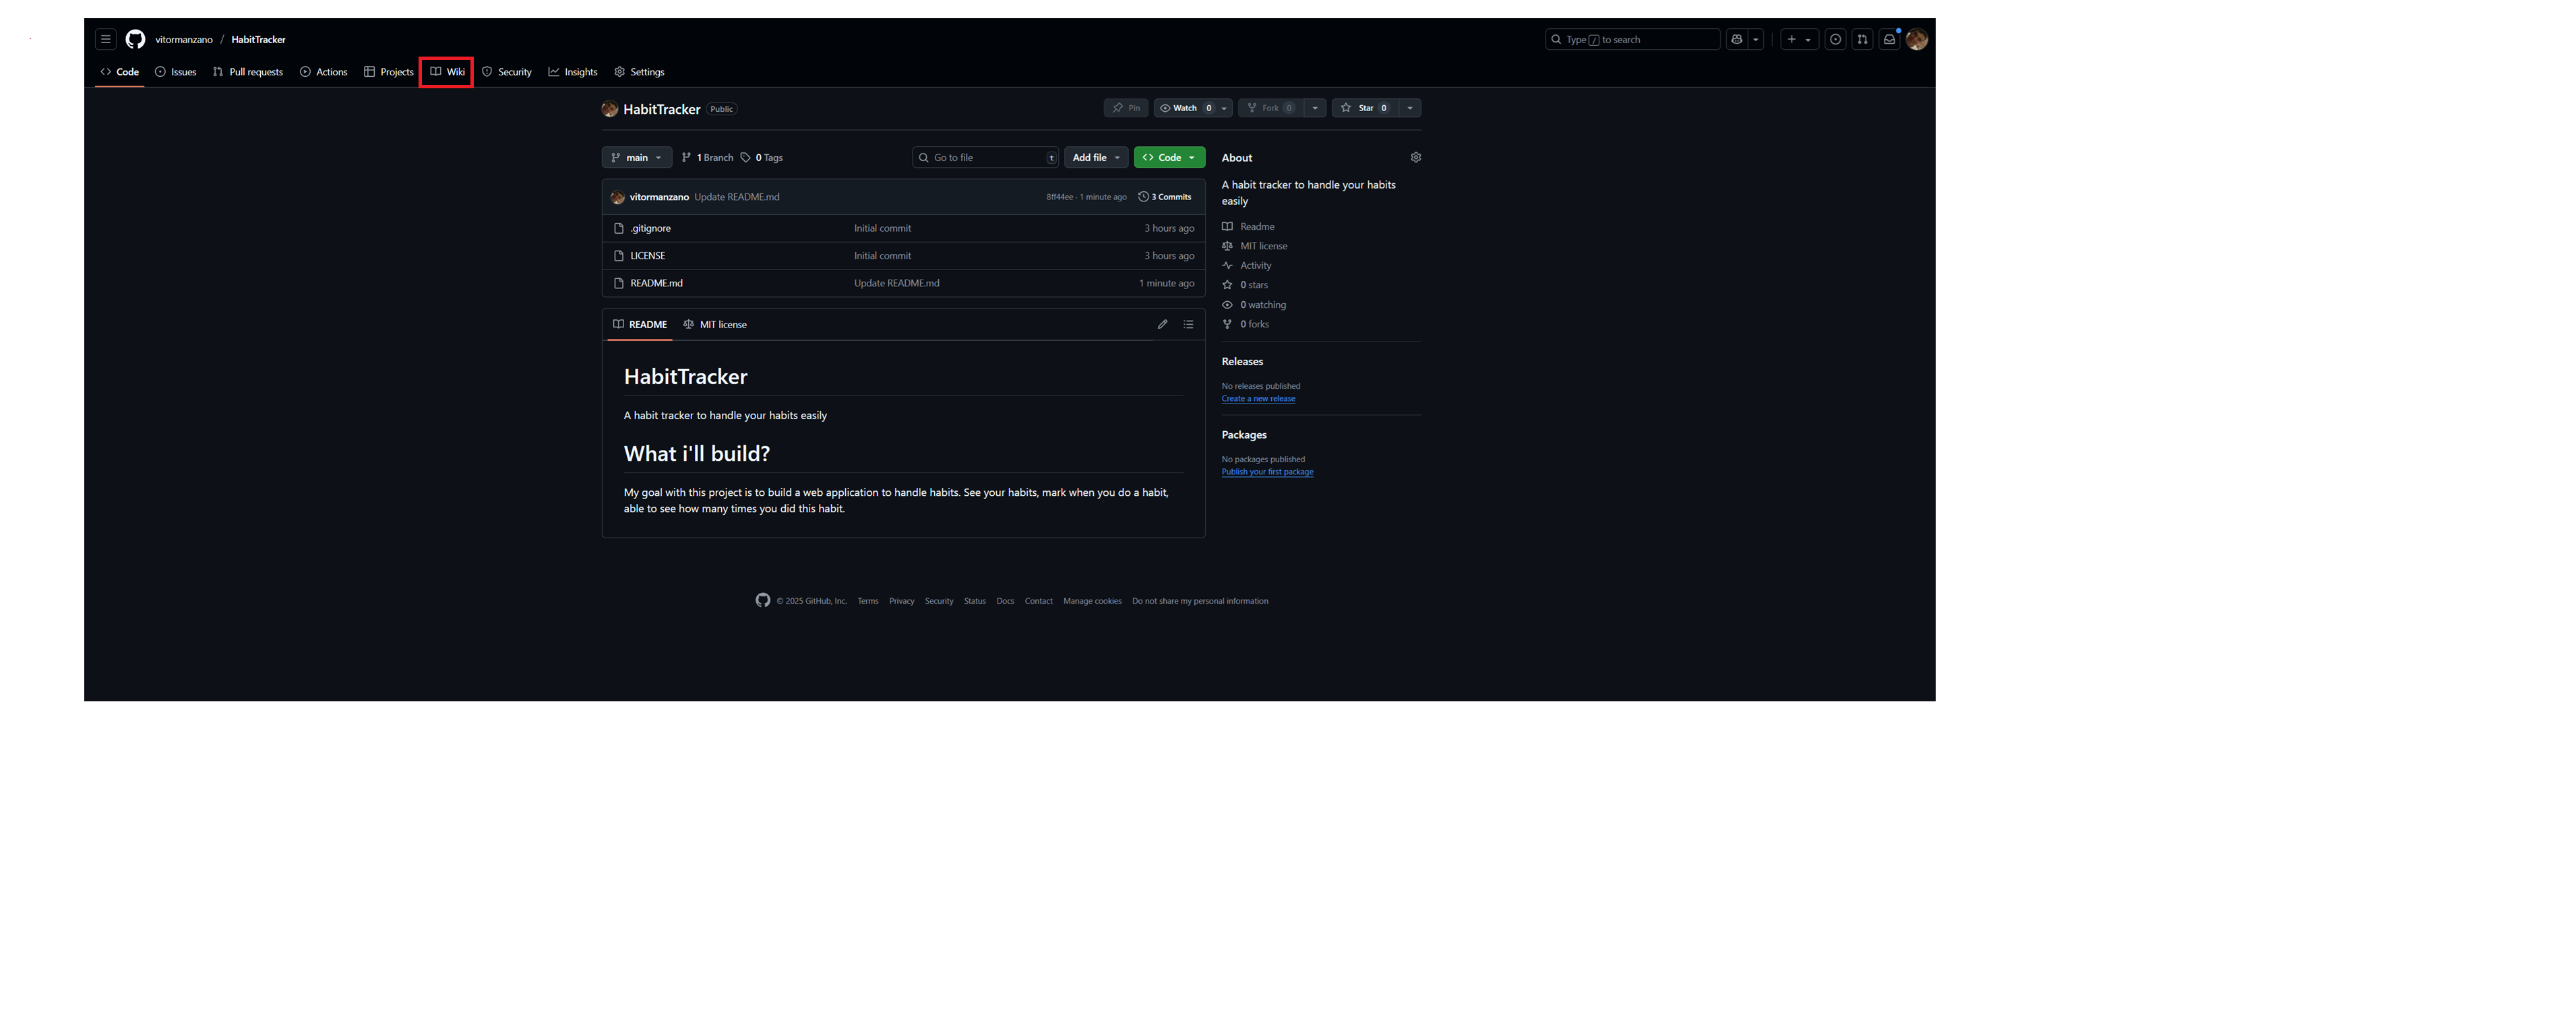 vitormanzano / HabitTracker
Type / to search
Code Issues Pull requests Actions Projects Wiki Security Insights Settings
HabitTracker Public
Pin Watch 0 Fork 0 Star 0
main 1 Branch 0 Tags
Go to file t Add file Code
vitormanzano Update README.md 8ff44ee · 1 minute ago 3 Commits
.gitignore Initial commit 3 hours ago
LICENSE Initial commit 3 hours ago
README.md Update README.md 1 minute ago
README MIT license
HabitTracker
A habit tracker to handle your habits easily
What i'll build?
My goal with this project is to build a web application to handle habits. See your habits, mark when you do a habit,
able to see how many times you did this habit.
About
A habit tracker to handle your habits
easily
Readme
MIT license
Activity
0 stars
0 watching
0 forks
Releases
No releases published
Create a new release
Packages
No packages published
Publish your first package
© 2025 GitHub, Inc. Terms Privacy Security Status Docs Contact Manage cookies Do not share my personal information